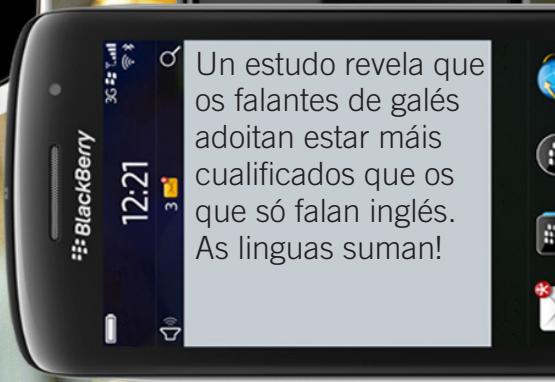 Un estudo revela que
os falantes de galés
adoitan estar máis
cualificados que os
que só falan inglés.
As linguas suman!
BlackBerry
12:21
3G
3